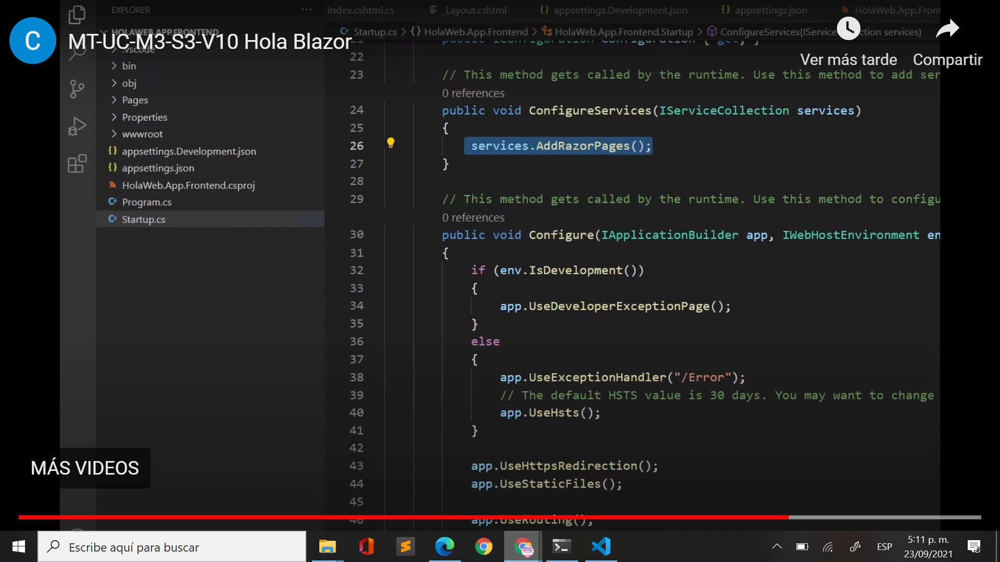 EXPLORER
Index.cshtml.cs
_Layout.cshtml
appsettings.Development.json
appsettings.json
HolaWeb.App.Front
C
MT-UC-M3-S3-V10 Hola Blazor
Ver más tarde
Compartir
HOLAWEB.APP.FRONTEND
.vscode
bin
obj
Pages
Properties
wwwroot
appsettings.Development.json
appsettings.json
HolaWeb.App.Frontend.csproj
Program.cs
Startup.cs
Startup.cs > {} HolaWeb.App.Frontend > HolaWeb.App.Frontend.Startup > ConfigureServices(IService ction services)
21 public IConfiguration Configuration { get; }
22
23 // This method gets called by the runtime. Use this method to add ser
0 references
24 public void ConfigureServices(IServiceCollection services)
25 {
26 services.AddRazorPages();
27 }
28
29 // This method gets called by the runtime. Use this method to configu
0 references
30 public void Configure(IApplicationBuilder app, IWebHostEnvironment en
31 {
32 if (env.IsDevelopment())
33 {
34 app.UseDeveloperExceptionPage();
35 }
36 else
37 {
38 app.UseExceptionHandler("/Error");
39 // The default HSTS value is 30 days. You may want to change
40 app.UseHsts();
41 }
42
43 app.UseHttpsRedirection();
44 app.UseStaticFiles();
45
46 app.UseRouting();
MÁS VIDEOS
Escribe aquí para buscar
ESP
5:11 p. m.
23/09/2021